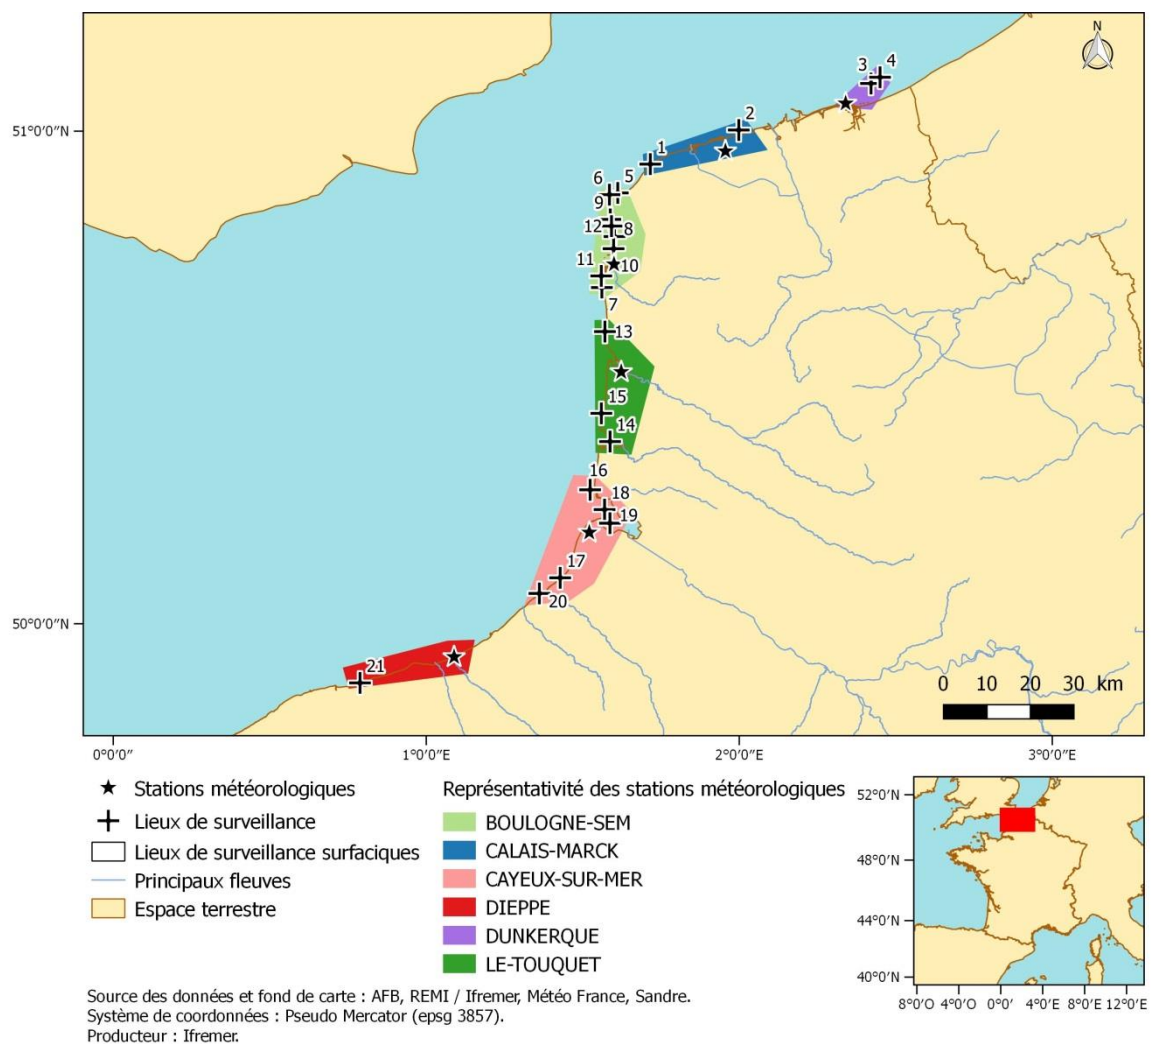 N
3 4
51°0'0"N
2
1
6 5
9
12 8
11 10
7
13
15
14
16
18
19
17
20
50°0'0"N
21
0 10 20 30 km
0°0'0" 1°0'0"E 2°0'0"E 3°0'0"E
Stations météorologiques
Lieux de surveillance
Lieux de surveillance surfaciques
Principaux fleuves
Espace terrestre
Représentativité des stations météorologiques
BOULOGNE-SEM
CALAIS-MARCK
CAYEUX-SUR-MER
DIEPPE
DUNKERQUE
LE-TOUQUET
52°0'N
48°0'N
44°0'N
40°0'N
8°0'O 4°0'O 0°0' 4°0'E 8°0'E 12°0'E
Source des données et fond de carte : AFB, REMI / Ifremer, Météo France, Sandre.
Système de coordonnées : Pseudo Mercator (epsg 3857).
Producteur : Ifremer.